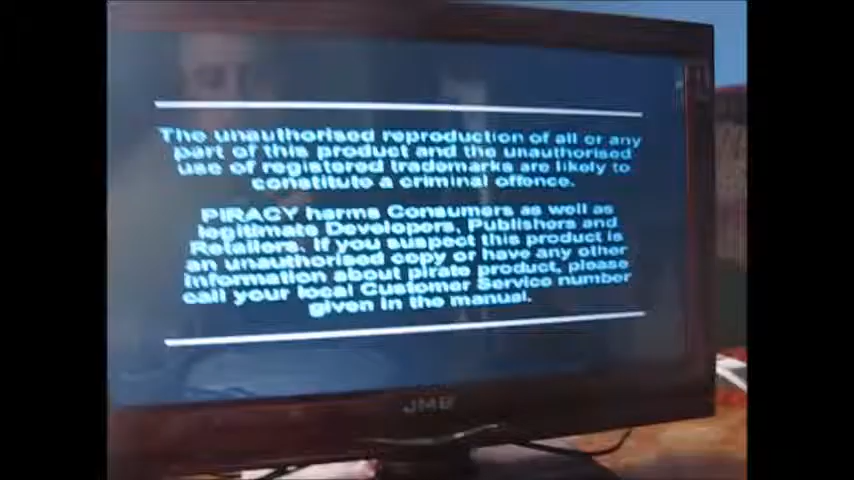 The unauthorised reproduction of all or any
part of this product and the unauthorised
use of registered trademarks are likely to
constitute a criminal offence.
PIRACY harms Consumers as well as
legitimate Developers, Publishers and
Retailers. If you suspect this product is
an unauthorised copy or have any other
information about pirate product, please
call your local Customer Service number
given in the manual.
JMB